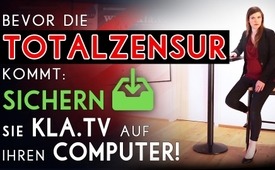 BEVOR DIE
TOTALZENSUR
KOMMT:
SICHERN
SIE KLA.TV AUF
IHREN COMPUTER!